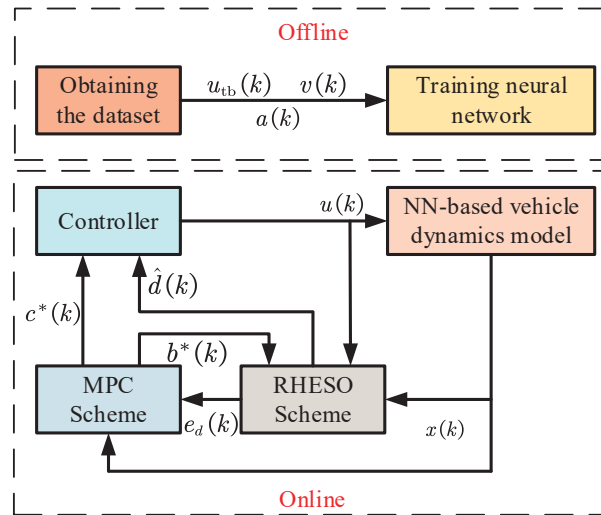 Offline
Obtaining
the dataset
u_tb(k) v(k)
a(k)
Training neural
network
Controller
u(k)
NN-based vehicle
dynamics model
d̂(k)
c*(k)
b*(k)
MPC
Scheme
e_d(k)
RHESO
Scheme
x(k)
Online